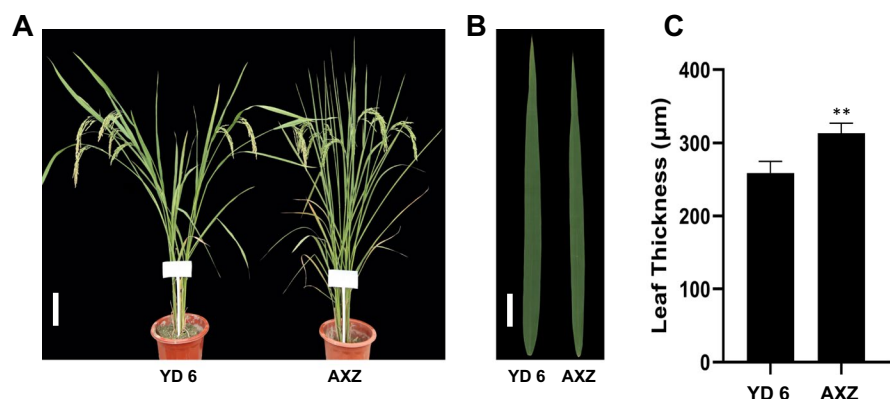 A
B
C
YD 6
AXZ
YD 6
AXZ
Leaf Thickness (μm)
400
300
200
100
0
**
YD 6
AXZ